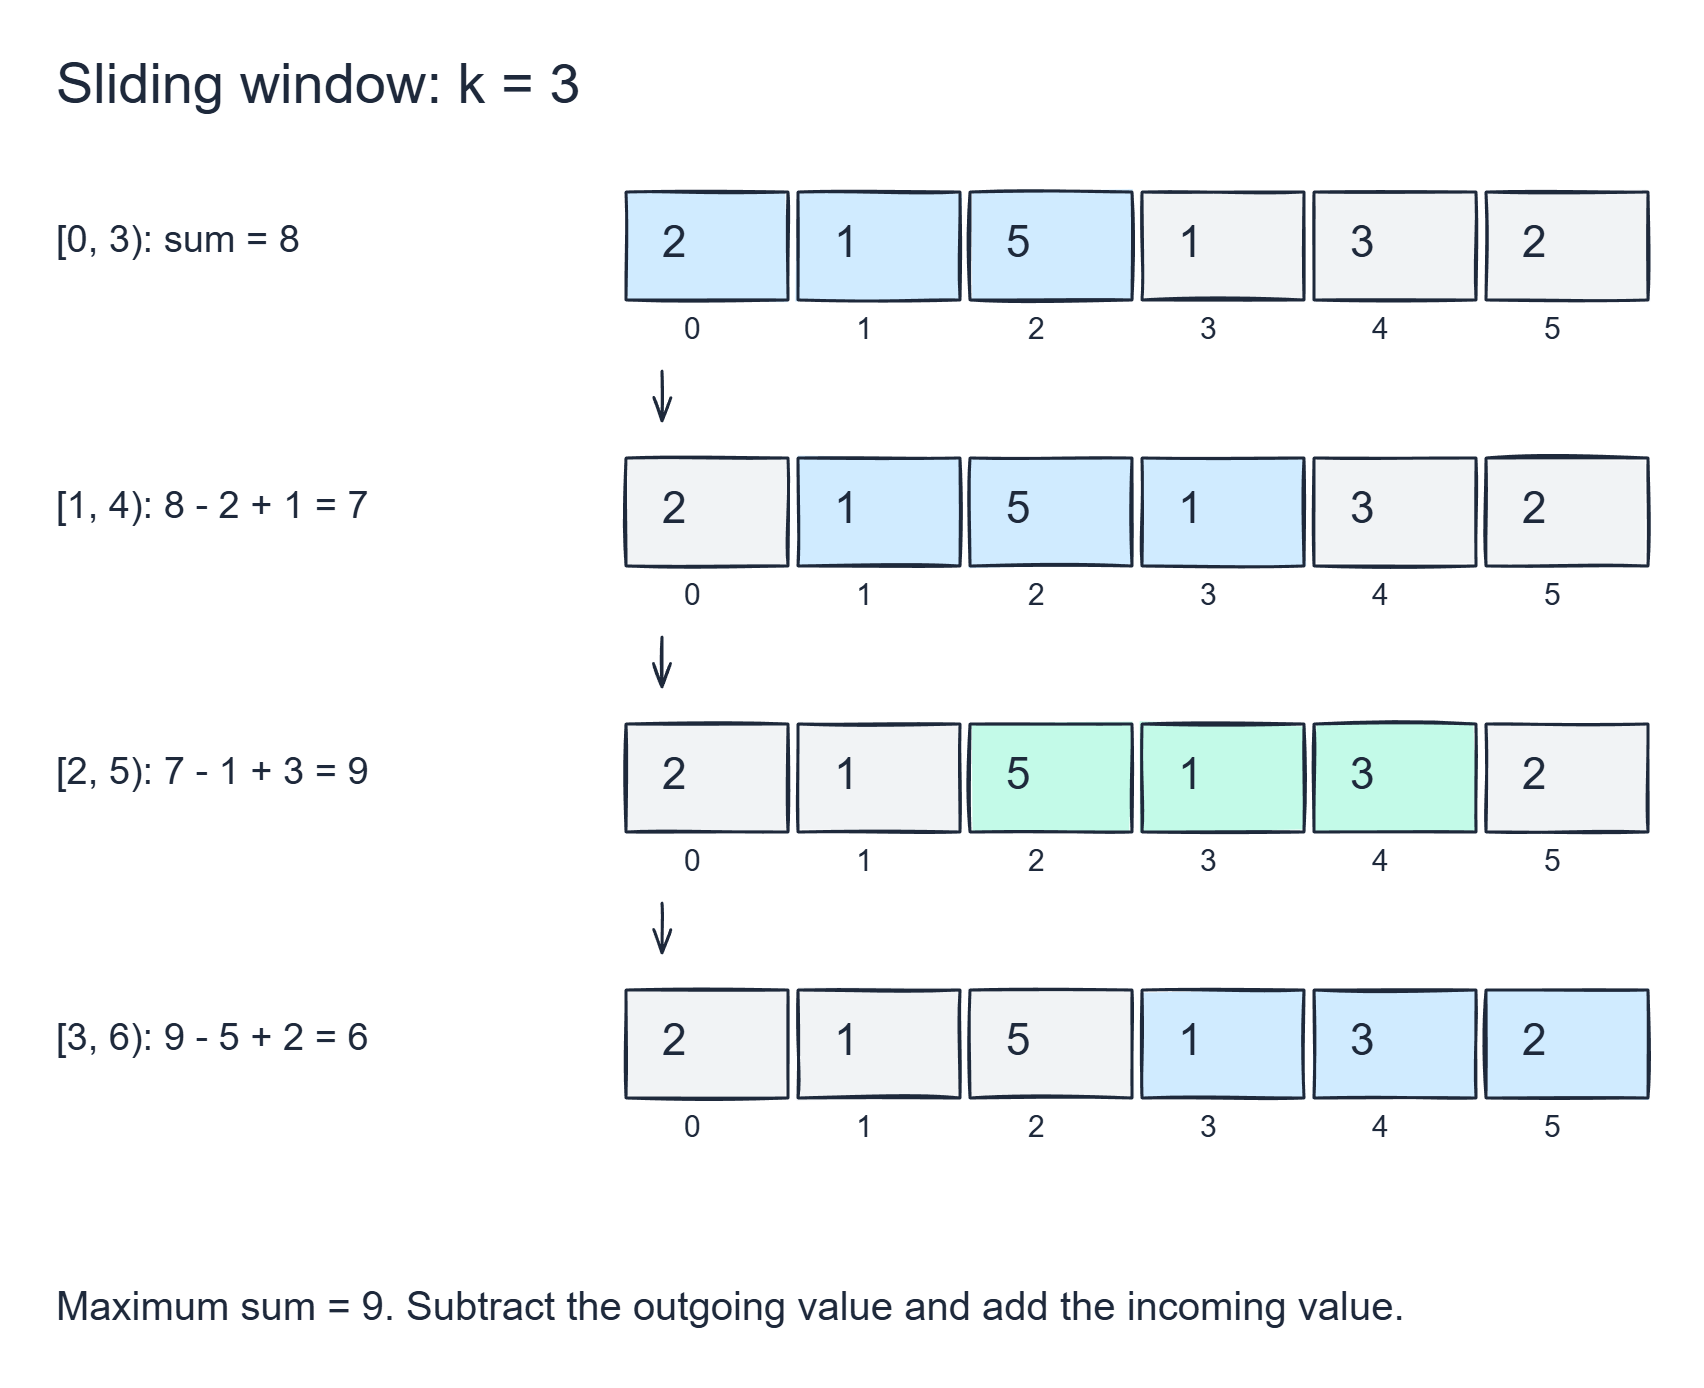 Sliding window: k = 3
[0, 3): sum = 8
2 1 5 1 3 2
0 1 2 3 4 5
[1, 4): 8 - 2 + 1 = 7
2 1 5 1 3 2
0 1 2 3 4 5
[2, 5): 7 - 1 + 3 = 9
2 1 5 1 3 2
0 1 2 3 4 5
[3, 6): 9 - 5 + 2 = 6
2 1 5 1 3 2
0 1 2 3 4 5
Maximum sum = 9. Subtract the outgoing value and add the incoming value.